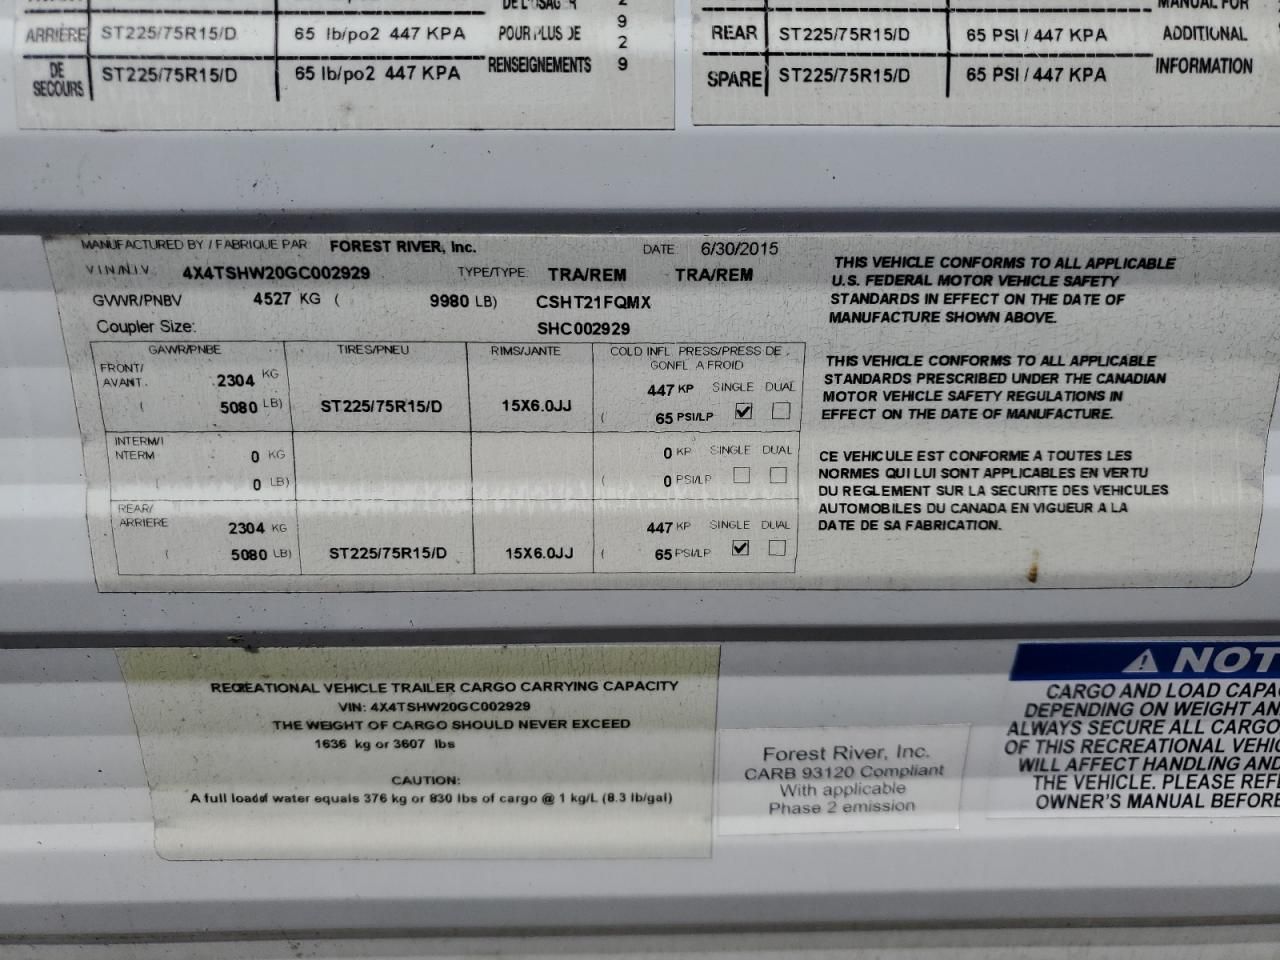 ARRIÈRE ST225/75R15/D 65 lb/po2 447 KPA POUR PLUS DE
DE SECOURS ST225/75R15/D 65 lb/po2 447 KPA RENSEIGNEMENTS
9
2
9
MANUAL FOR
REAR ST225/75R15/D 65 PSI / 447 KPA ADDITIONAL
SPARE ST225/75R15/D 65 PSI / 447 KPA INFORMATION
MANUFACTURED BY / FABRIQUE PAR FOREST RIVER, Inc. DATE 6/30/2015
V I N/N.I.V. 4X4TSHW20GC002929 TYPE/TYPE: TRA/REM TRA/REM
GVWR/PNBV 4527 KG ( 9980 LB) CSHT21FQMX
Coupler Size: SHC002929
GAWR/PNBE TIRES/PNEU RIMS/JANTE COLD INFL PRESS/PRESS DE
GONFL A FROID
FRONT/
AVANT. 2304 KG 447 KP SINGLE DUAL
( 5080 LB) ST225/75R15/D 15X6.0JJ ( 65 PSI/LP
INTERM/I
NTERM 0 KG 0 KP SINGLE DUAL
( 0 LB) ( 0 PSI/LP
REAR/
ARRIERE 2304 KG 447 KP SINGLE DUAL
( 5080 LB) ST225/75R15/D 15X6.0JJ ( 65 PSI/LP
THIS VEHICLE CONFORMS TO ALL APPLICABLE
U.S. FEDERAL MOTOR VEHICLE SAFETY
STANDARDS IN EFFECT ON THE DATE OF
MANUFACTURE SHOWN ABOVE.
THIS VEHICLE CONFORMS TO ALL APPLICABLE
STANDARDS PRESCRIBED UNDER THE CANADIAN
MOTOR VEHICLE SAFETY REGULATIONS IN
EFFECT ON THE DATE OF MANUFACTURE.
CE VEHICULE EST CONFORME A TOUTES LES
NORMES QUI LUI SONT APPLICABLES EN VERTU
DU REGLEMENT SUR LA SECURITE DES VEHICULES
AUTOMOBILES DU CANADA EN VIGUEUR A LA
DATE DE SA FABRICATION.
RECREATIONAL VEHICLE TRAILER CARGO CARRYING CAPACITY
VIN: 4X4TSHW20GC002929
THE WEIGHT OF CARGO SHOULD NEVER EXCEED
1636 kg or 3607 lbs
CAUTION:
A full load of water equals 376 kg or 830 lbs of cargo @ 1 kg/L (8.3 lb/gal)
Forest River, Inc.
CARB 93120 Compliant
With applicable
Phase 2 emission
NOT
CARGO AND LOAD CAPA
DEPENDING ON WEIGHT AN
ALWAYS SECURE ALL CARGO
OF THIS RECREATIONAL VEHIC
WILL AFFECT HANDLING AND
THE VEHICLE. PLEASE REFE
OWNER'S MANUAL BEFORE